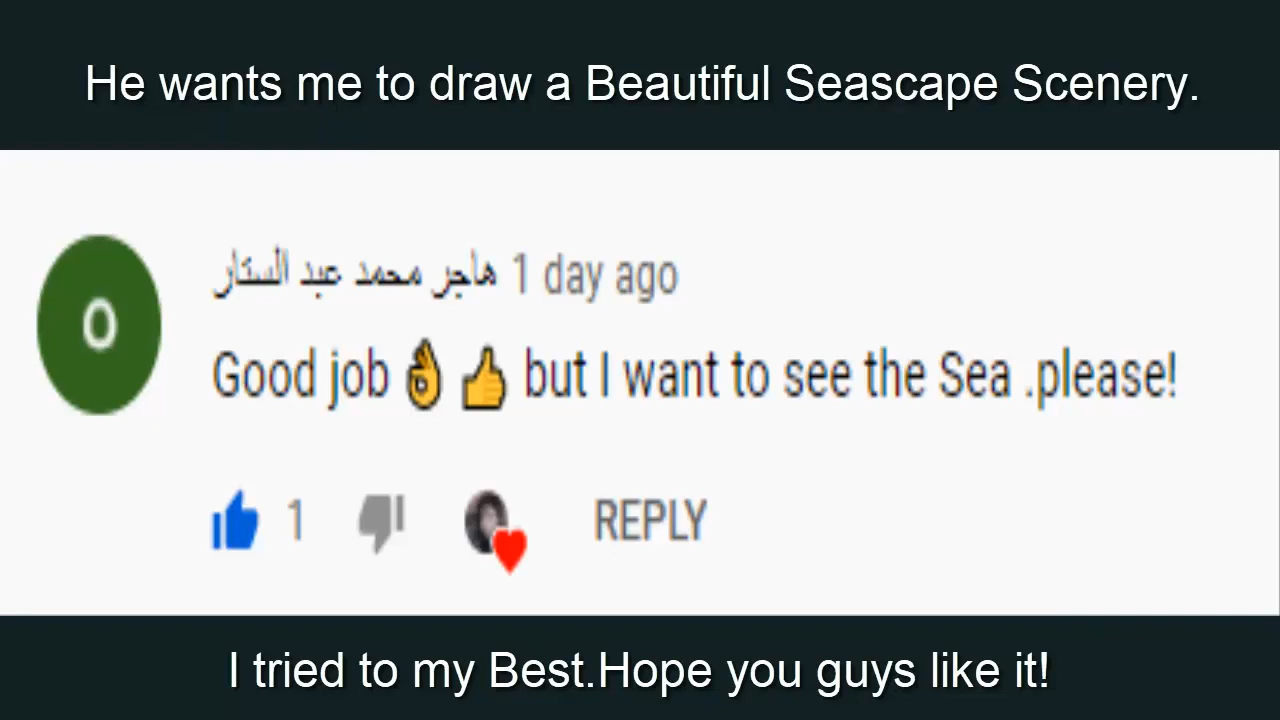 He wants me to draw a Beautiful Seascape Scenery.
O
هاجر محمد عبد الستار 1 day ago
Good job👌👍 but I want to see the Sea .please!
1 REPLY
I tried to my Best.Hope you guys like it!